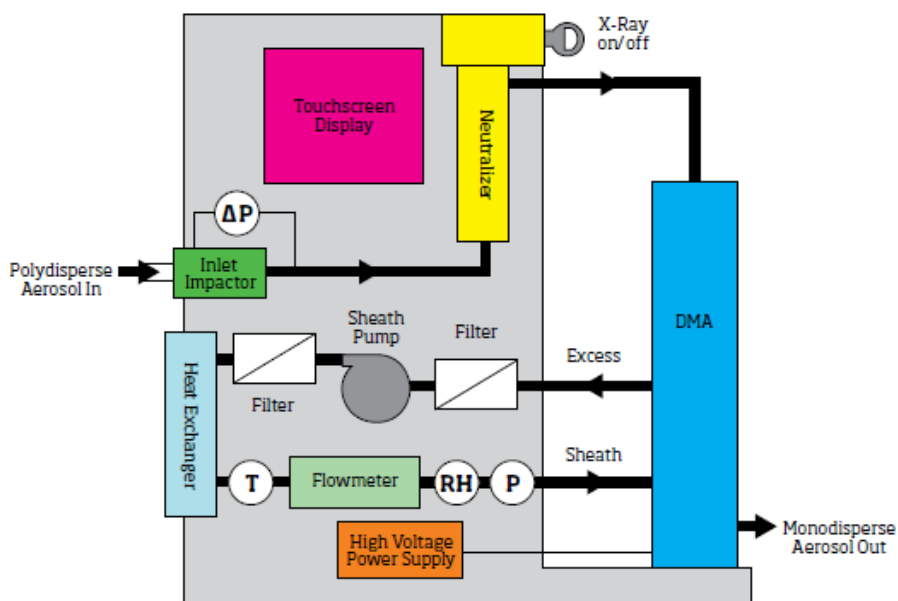 X-Ray
on/off
Touchscreen
Display
Neutralizer
ΔP
Polydisperse
Aerosol In
Inlet
Impactor
DMA
Sheath
Pump
Filter
Excess
Heat Exchanger
Filter
Sheath
T
Flowmeter
RH
P
High Voltage
Power Supply
Monodisperse
Aerosol Out